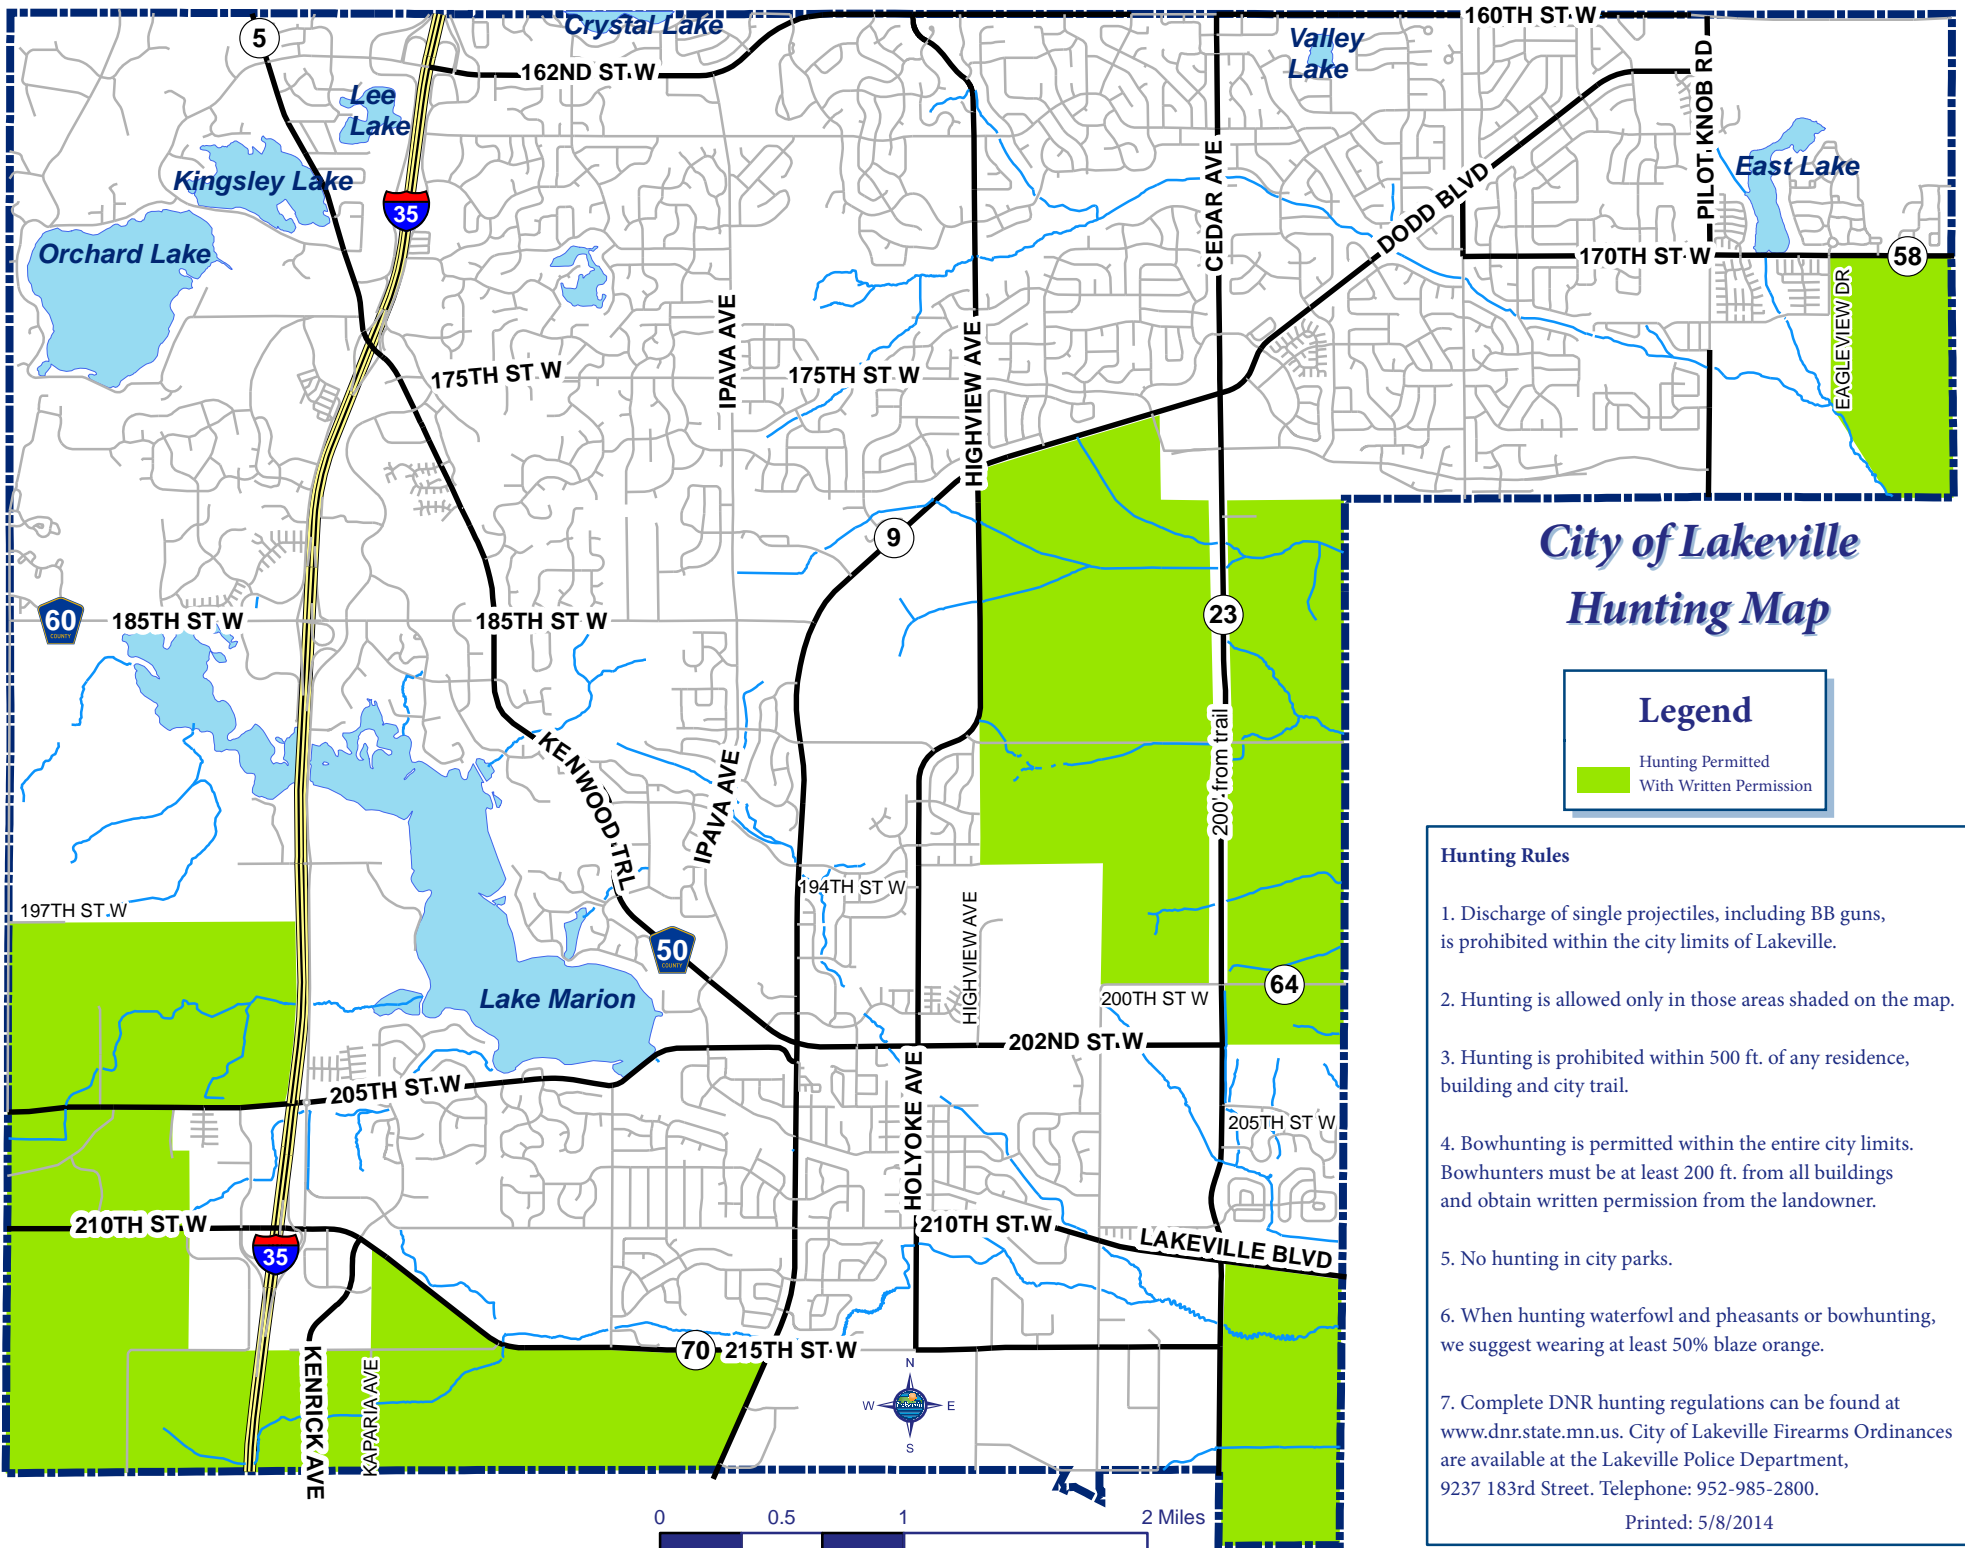 160TH ST W
Crystal Lake
5
Valley
Lake
162ND ST W
Lee
Lake
PILOT KNOB RD
CEDAR AVE
East Lake
Kingsley Lake
DODD BLVD
35
Orchard Lake
170TH ST W
58
EAGLEVIEW DR
IPAVA AVE
HIGHVIEW AVE
175TH ST W
175TH ST W
9
City of Lakeville
Hunting Map
60
COUNTY
185TH ST W
185TH ST W
23
Legend
Hunting Permitted
With Written Permission
200' from trail
KENWOOD TRL
IPAVA AVE
194TH ST W
197TH ST W
HIGHVIEW AVE
50
COUNTY
Lake Marion
64
200TH ST W
202ND ST W
HOLYOKE AVE
205TH ST W
205TH ST W
210TH ST W
210TH ST W
LAKEVILLE BLVD
35
70
215TH ST W
KENRICK AVE
KAPARIA AVE
N
W
E
S
0
0.5
1
2 Miles
Hunting Rules
1. Discharge of single projectiles, including BB guns,
is prohibited within the city limits of Lakeville.
2. Hunting is allowed only in those areas shaded on the map.
3. Hunting is prohibited within 500 ft. of any residence,
building and city trail.
4. Bowhunting is permitted within the entire city limits.
Bowhunters must be at least 200 ft. from all buildings
and obtain written permission from the landowner.
5. No hunting in city parks.
6. When hunting waterfowl and pheasants or bowhunting,
we suggest wearing at least 50% blaze orange.
7. Complete DNR hunting regulations can be found at
www.dnr.state.mn.us. City of Lakeville Firearms Ordinances
are available at the Lakeville Police Department,
9237 183rd Street. Telephone: 952-985-2800.
Printed: 5/8/2014